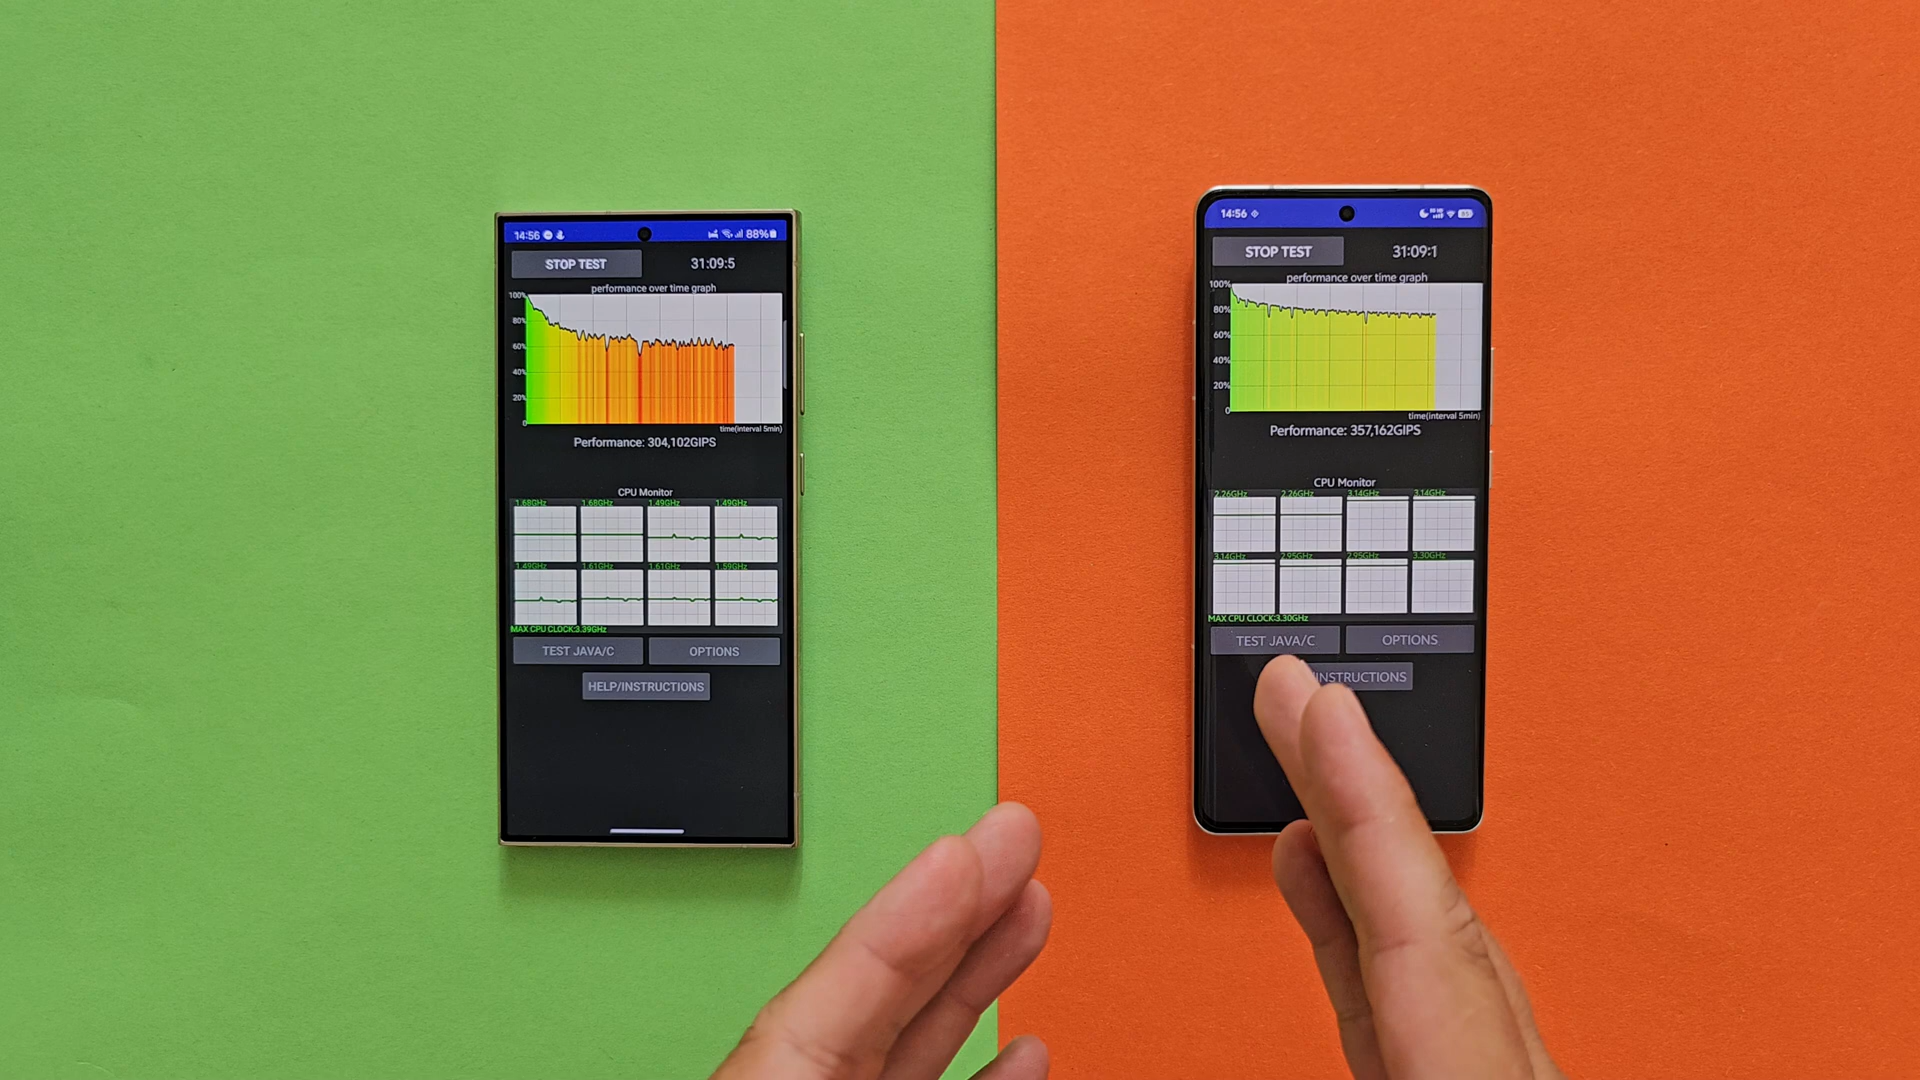 14:56
88%
STOP TEST
31:09:5
performance over time graph
100%
80%
60%
40%
20%
0
time(interval 5min)
Performance: 304,102GIPS
CPU Monitor
1.68GHz 1.68GHz 1.49GHz 1.49GHz
1.49GHz 1.61GHz 1.61GHz 1.59GHz
MAX CPU CLOCK:3.39GHz
TEST JAVA/C
OPTIONS
HELP/INSTRUCTIONS
14:56
STOP TEST
31:09:1
performance over time graph
100%
80%
60%
40%
20%
0
time(interval 5min)
Performance: 357,162GIPS
CPU Monitor
2.26GHz 2.26GHz 3.14GHz 3.14GHz
3.14GHz 2.95GHz 2.95GHz 3.30GHz
MAX CPU CLOCK:3.30GHz
TEST JAVA/C
OPTIONS
/INSTRUCTIONS